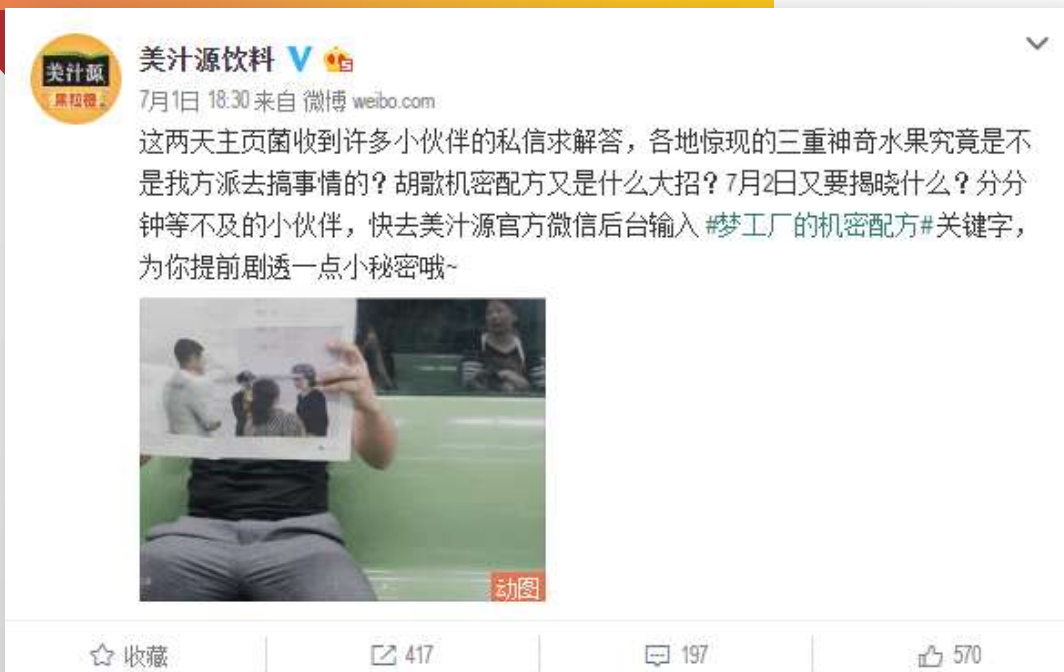 美汁源
果粒橙
美汁源饮料
7月1日 18:30 来自 微博 weibo.com
这两天主页菌收到许多小伙伴的私信求解答，各地惊现的三重神奇水果究竟是不
是我方派去搞事情的？胡歌机密配方又是什么大招？7月2日又要揭晓什么？分分
钟等不及的小伙伴，快去美汁源官方微信后台输入 #梦工厂的机密配方#关键字，
为你提前剧透一点小秘密哦~
动图
收藏
417
197
570